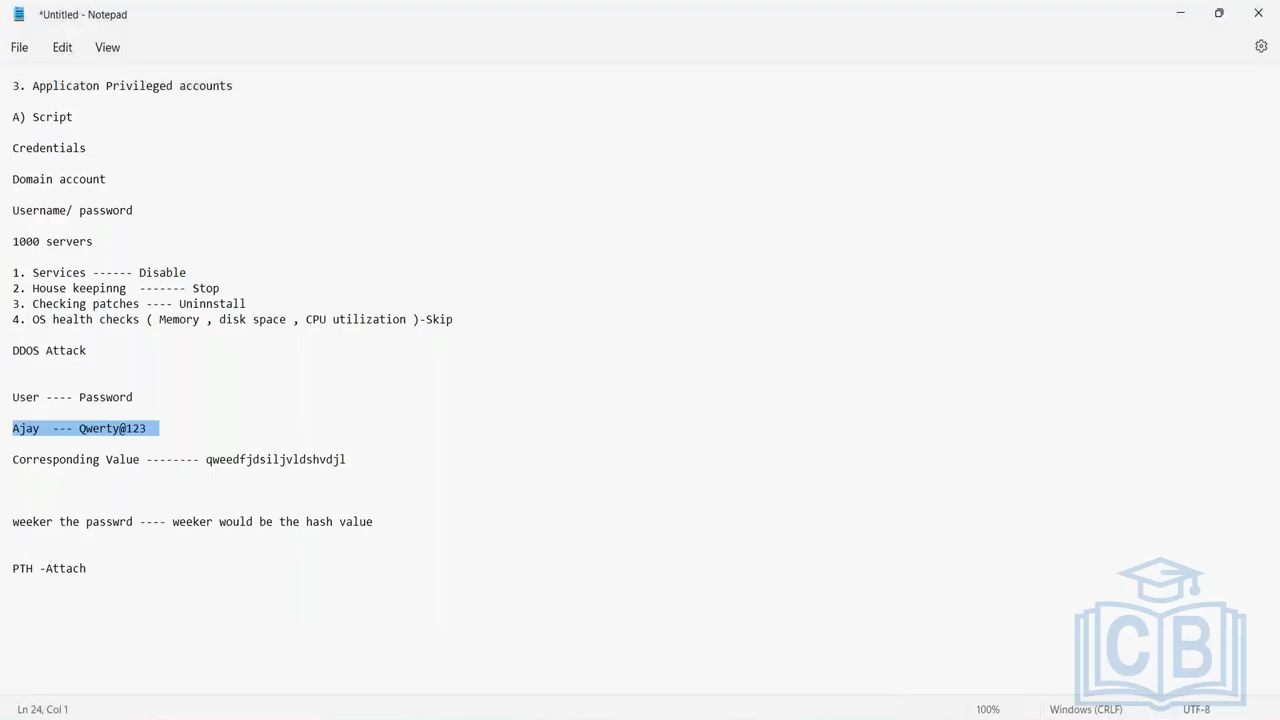 *Untitled - Notepad
File Edit View
3. Applicaton Privileged accounts
A) Script
Credentials
Domain account
Username/ password
1000 servers
1. Services ------ Disable
2. House keepinng ------- Stop
3. Checking patches ---- Uninnstall
4. OS health checks ( Memory , disk space , CPU utilization )-Skip
DDOS Attack
User ---- Password
Ajay --- Qwerty@123
Corresponding Value -------- qweedfjdsiljvldshvdjl
weeker the passwrd ---- weeker would be the hash value
PTH -Attach
CB
Ln 24, Col 1 100% Windows (CRLF) UTF-8